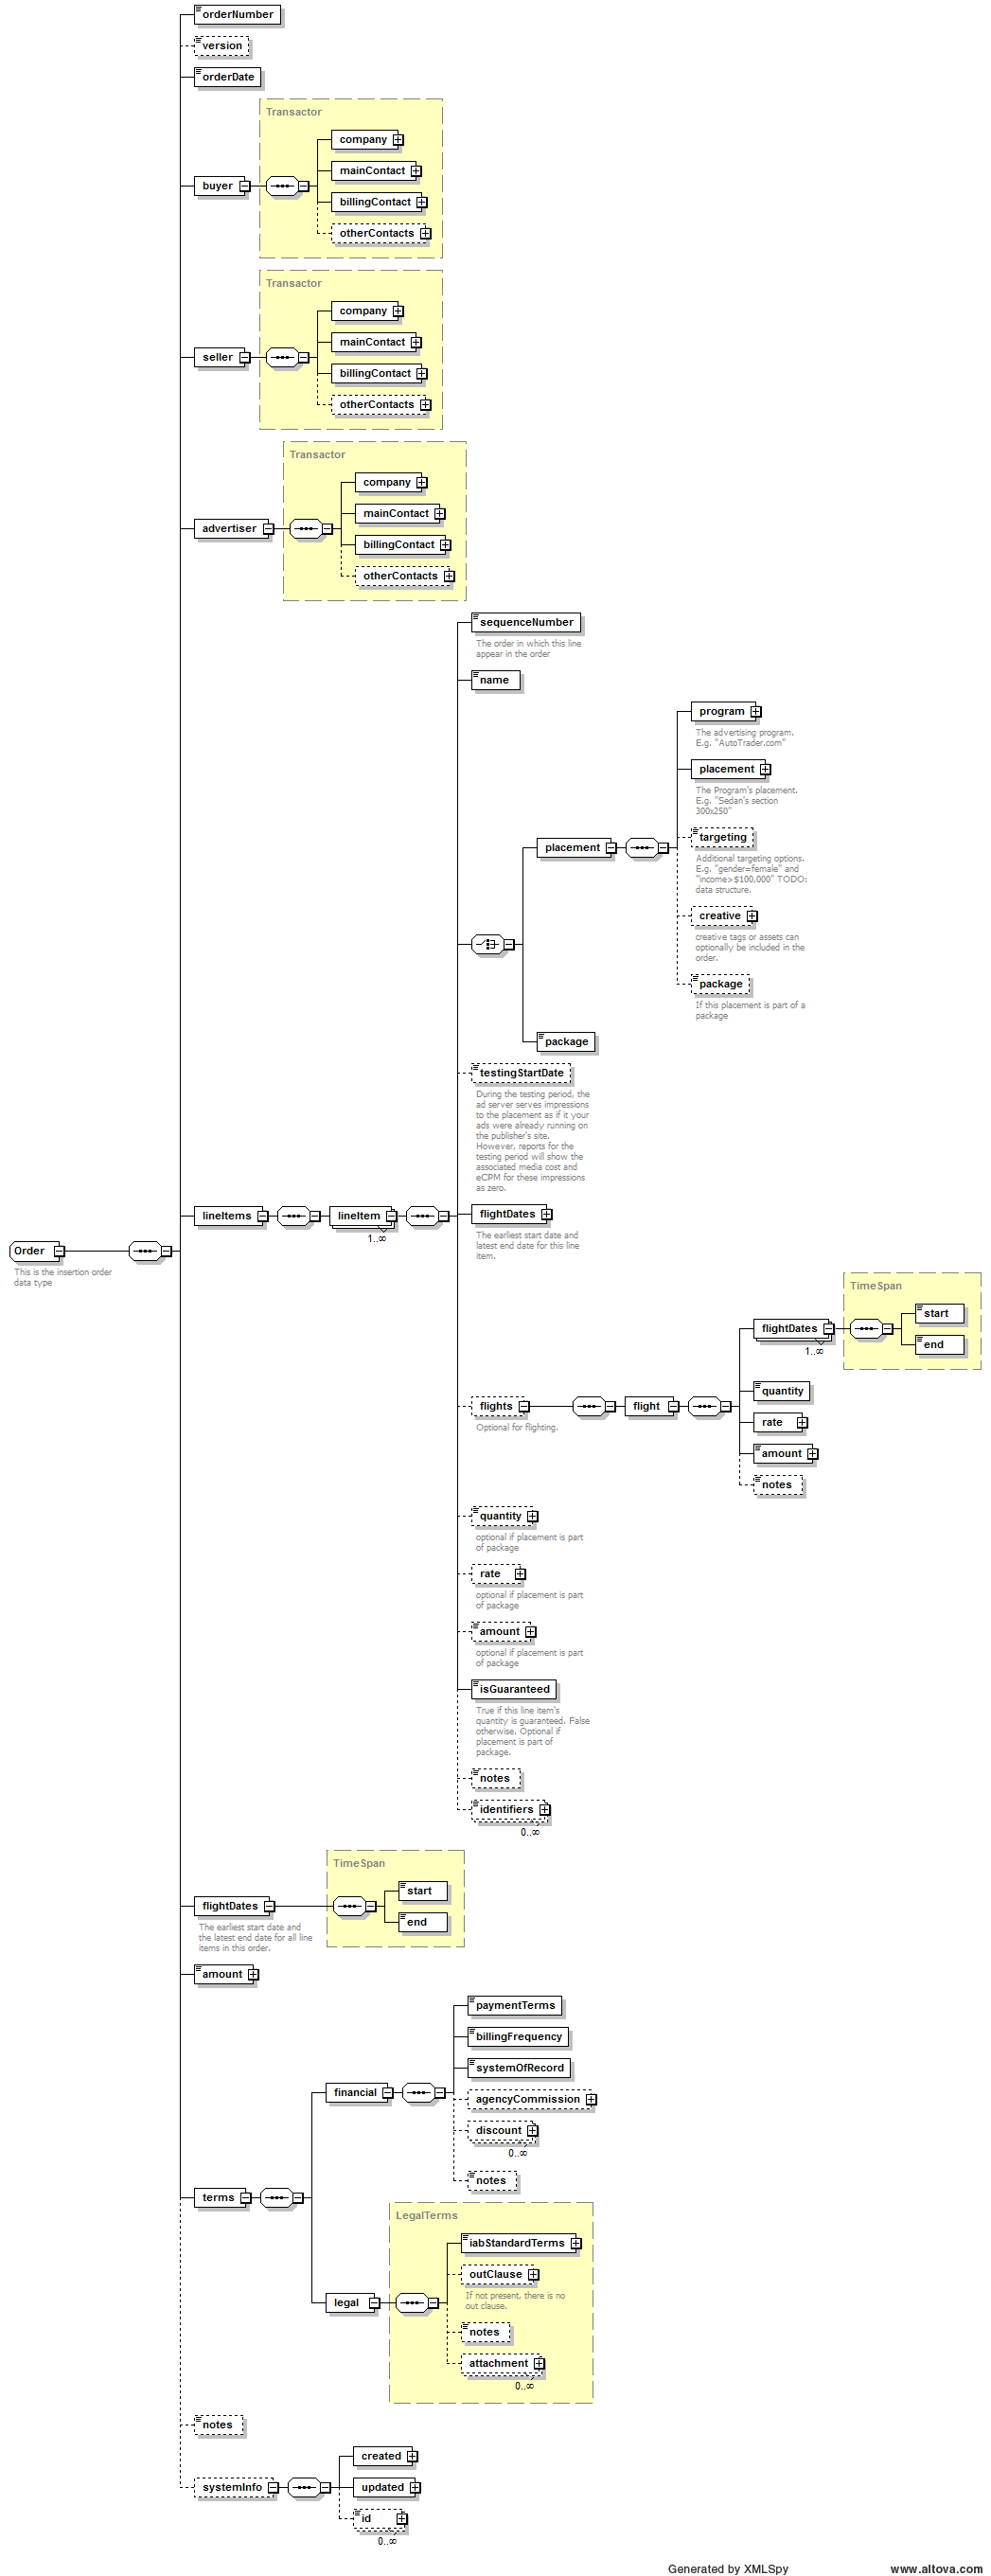 orderNumber
version
orderDate
Transactor
company
mainContact
buyer
billingContact
otherContacts
Transactor
company
mainContact
seller
billingContact
otherContacts
Transactor
company
mainContact
advertiser
billingContact
otherContacts
sequenceNumber
The order in which this line
appear in the order
name
program
The advertising program.
E.g. "AutoTrader.com"
placement
The Program's placement.
E.g. "Sedan's section
300x250"
targeting
placement
Additional targeting options.
E.g. "gender=female" and
"income>$100,000" TODO:
data structure.
creative
creative tags or assets can
optionally be included in the
order.
package
If this placement is part of a
package
package
testingStartDate
During the testing period, the
ad server serves impressions
to the placement as if it your
ads were already running on
the publisher's site.
However, reports for the
testing period will show the
associated media cost and
eCPM for these impressions
as zero.
lineItems
lineItem
1..∞
flightDates
The earliest start date and
latest end date for this line
item.
Order
This is the insertion order
data type
TimeSpan
start
end
flightDates
1..∞
quantity
flights
Optional for flighting.
flight
rate
amount
notes
quantity
optional if placement is part
of package
rate
optional if placement is part
of package
amount
optional if placement is part
of package
isGuaranteed
True if this line item's
quantity is guaranteed. False
otherwise. Optional if
placement is part of
package.
notes
identifiers
0..∞
TimeSpan
start
flightDates
end
The earliest start date and
the latest end date for all line
items in this order.
amount
paymentTerms
billingFrequency
systemOfRecord
financial
agencyCommission
discount
0..∞
notes
terms
LegalTerms
iabStandardTerms
outClause
If not present, there is no
out clause.
legal
notes
attachment
0..∞
notes
created
systemInfo
updated
id
0..∞
Generated by XMLSpy
www.altova.com